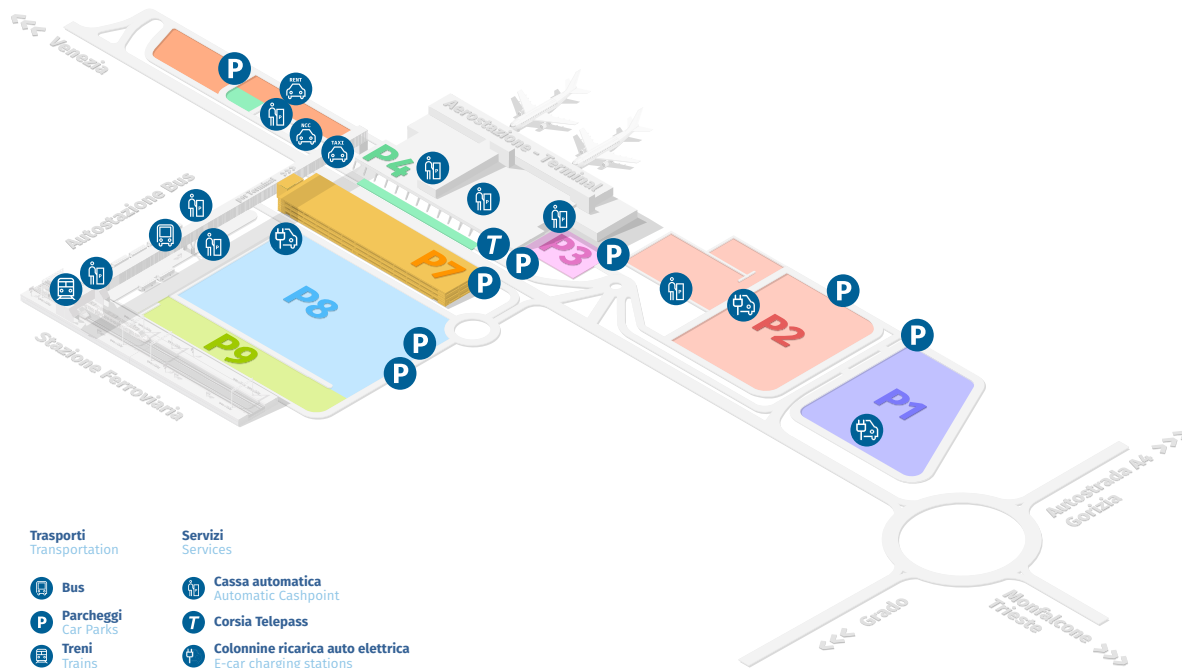 <<< Venezia
P
RENT
P
NCC
TAXI
P4
P
Aerostazione - Terminal
Autostazione Bus
P
P
P
T
P
P3
P
P7
P
P8
P
P
P9
Stazione Ferroviaria
P
P2
P
P
P1
Autostrada A4 >>>
Gorizia
<<< Grado
Monfalcone
Trieste >>>
Trasporti
Transportation
Bus
P Parcheggi
Car Parks
Treni
Trains
Servizi
Services
Cassa automatica
Automatic Cashpoint
T Corsia Telepass
Colonnine ricarica auto elettrica
E-car charging stations